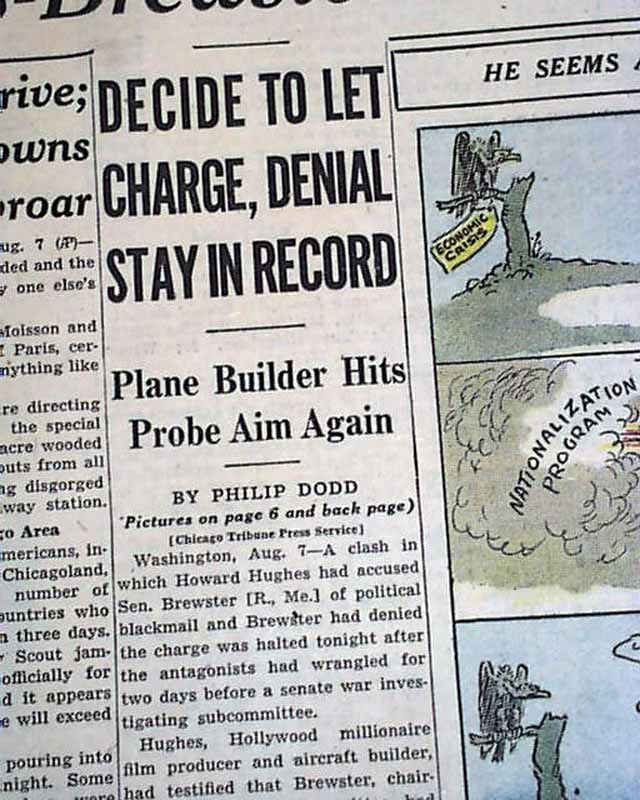 -Brewste
rive;
owns
proar
ug. 7 (AP)—
ded and the
y one else's
Moisson and
f Paris, cer-
nything like
re directing
the special
acre wooded
outs from all
ng disgorged
way station.
go Area
mericans, in-
Chicagoland,
number of
ountries who
n three days.
Scout jam-
officially for
d it appears
e will exceed
pouring into
night. Some
were
DECIDE TO LET
CHARGE, DENIAL
STAY IN RECORD
Plane Builder Hits
Probe Aim Again
BY PHILIP DODD
(Pictures on page 6 and back page)
[Chicago Tribune Press Service]
Washington, Aug. 7—A clash in
which Howard Hughes had accused
Sen. Brewster [R., Me.] of political
blackmail and Brewster had denied
the charge was halted tonight after
the antagonists had wrangled for
two days before a senate war inves-
tigating subcommittee.
Hughes, Hollywood millionaire
film producer and aircraft builder,
had testified that Brewster, chair-
had
HE SEEMS A
ECONOMIC
CRISIS
NATIONALIZATION
PROGRAM